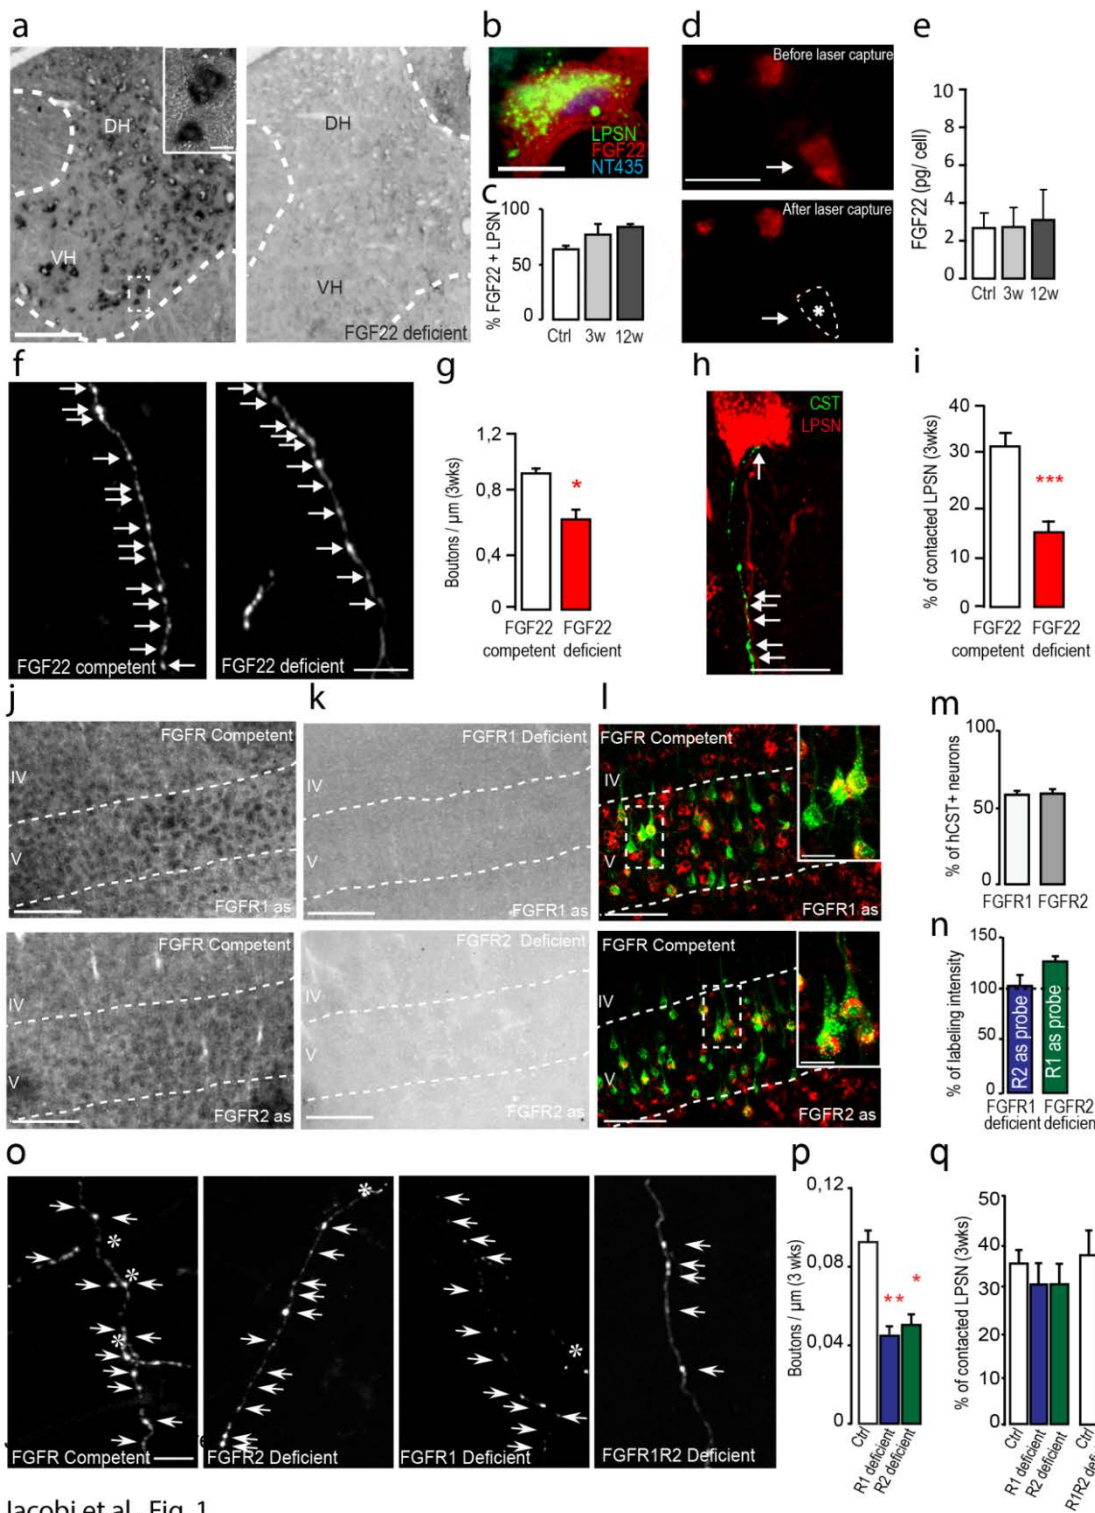 a
DH
VH
DH
VH
FGF22 deficient
b
LPSN
FGF22
NT435
c
% FGF22 + LPSN
100
50
0
Ctrl 3w 12w
d
Before laser capture
After laser capture
*
e
FGF22 (pg/ cell)
10
8
6
4
2
0
Ctrl 3w 12w
f
FGF22 competent
FGF22 deficient
g
Boutons / µm (3wks)
1,2
0,8
0,4
0
*
FGF22 competent
FGF22 deficient
h
CST
LPSN
i
% of contacted LPSN (3wks)
40
30
20
10
0
***
FGF22 competent
FGF22 deficient
j
FGFR Competent
IV
V
FGFR1 as
FGFR Competent
IV
V
FGFR2 as
k
FGFR1 Deficient
FGFR1 as
FGFR2 Deficient
FGFR2 as
l
FGFR Competent
IV
V
FGFR1 as
FGFR Competent
IV
V
FGFR2 as
m
% of hCST+ neurons
100
50
0
FGFR1 FGFR2
n
% of labeling intensity
150
100
50
0
R2 as probe
R1 as probe
FGFR1 deficient
FGFR2 deficien
o
FGFR Competent
FGFR2 Deficient
FGFR1 Deficient
FGFR1R2 Deficient
p
Boutons / µm (3 wks)
0,12
0,08
0,04
0
**
*
Ctrl
R1 deficient
R2 deficient
q
% of contacted LPSN (3wks)
50
40
30
20
10
0
Ctrl
R1 deficient
R2 deficient
Ctrl
Jacobi et al., Fig. 1